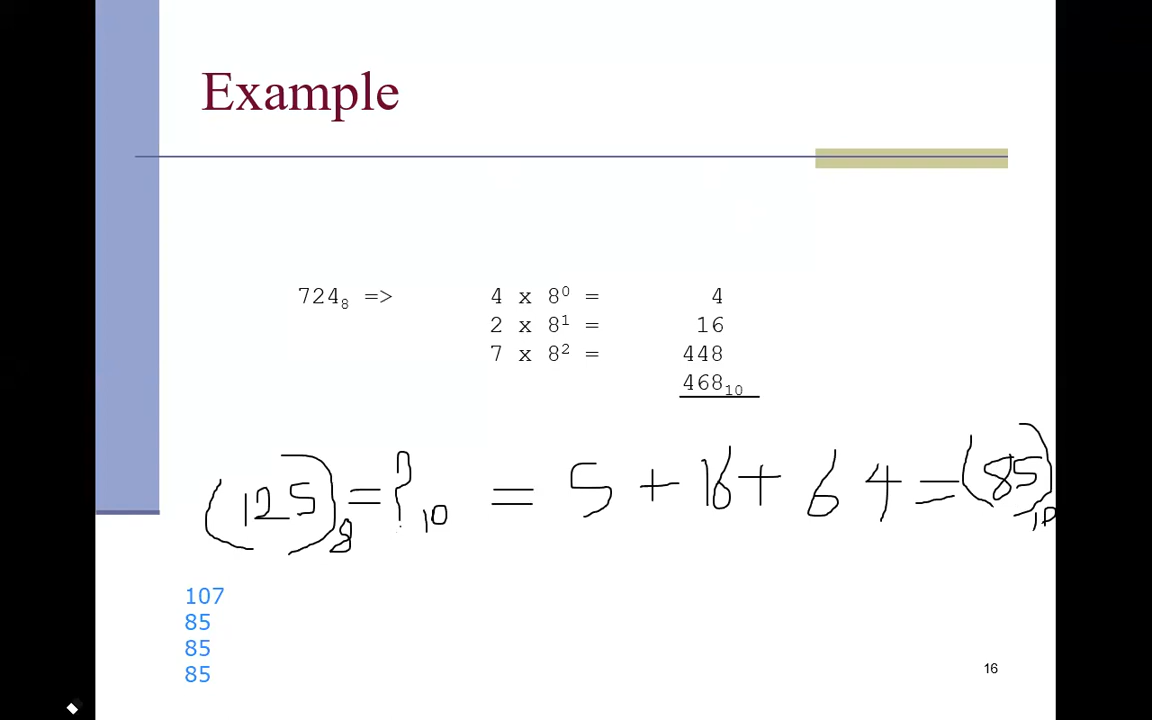 Example
724₈ => 4 x 8⁰ = 4
2 x 8¹ = 16
7 x 8² = 448
468₁₀
(125)₈ = ?₁₀ = 5 + 16 + 64 = (85)₁₀
107
85
85
85
16